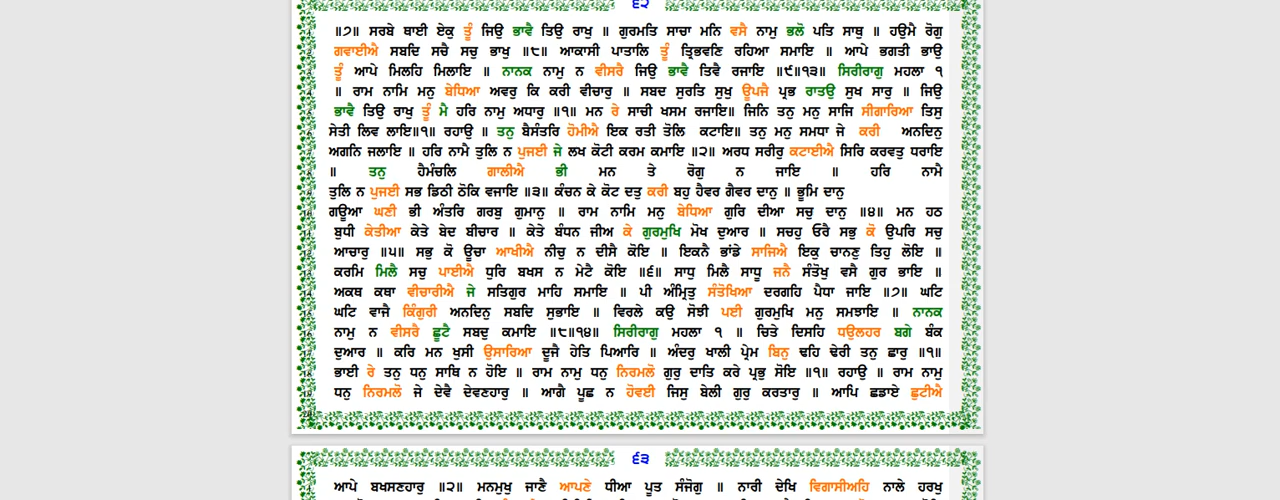 ੬੨
॥੭॥ ਸਰਬੇ ਥਾਈ ਏਕੁ ਤੂੰ ਜਿਉ ਭਾਵੈ ਤਿਉ ਰਾਖੁ ॥ ਗੁਰਮਤਿ ਸਾਚਾ ਮਨਿ ਵਸੈ ਨਾਮੁ ਭਲੋ ਪਤਿ ਸਾਥੁ ॥ ਹਉਮੈ ਰੋਗੁ
ਗਵਾਈਐ ਸਬਦਿ ਸਚੈ ਸਚੁ ਭਾਖੁ ॥੮॥ ਆਕਾਸੀ ਪਾਤਾਲਿ ਤੂੰ ਤ੍ਰਿਭਵਣਿ ਰਹਿਆ ਸਮਾਇ ॥ ਆਪੇ ਭਗਤੀ ਭਾਉ
ਤੂੰ ਆਪੇ ਮਿਲਹਿ ਮਿਲਾਇ ॥ ਨਾਨਕ ਨਾਮੁ ਨ ਵੀਸਰੈ ਜਿਉ ਭਾਵੈ ਤਿਵੈ ਰਜਾਇ ॥੯॥੧੩॥ ਸਿਰੀਰਾਗੁ ਮਹਲਾ ੧
॥ ਰਾਮ ਨਾਮਿ ਮਨੁ ਬੇਧਿਆ ਅਵਰੁ ਕਿ ਕਰੀ ਵੀਚਾਰੁ ॥ ਸਬਦ ਸੁਰਤਿ ਸੁਖੁ ਊਪਜੈ ਪ੍ਰਭ ਰਾਤਉ ਸੁਖ ਸਾਰੁ ॥ ਜਿਉ
ਭਾਵੈ ਤਿਉ ਰਾਖੁ ਤੂੰ ਮੈ ਹਰਿ ਨਾਮੁ ਅਧਾਰੁ ॥੧॥ ਮਨ ਰੇ ਸਾਚੀ ਖਸਮ ਰਜਾਇ॥ ਜਿਨਿ ਤਨੁ ਮਨੁ ਸਾਜਿ ਸੀਗਾਰਿਆ ਤਿਸੁ
ਸੇਤੀ ਲਿਵ ਲਾਇ॥੧॥ ਰਹਾਉ ॥ ਤਨੁ ਬੈਸੰਤਰਿ ਹੋਮੀਐ ਇਕ ਰਤੀ ਤੋਲਿ ਕਟਾਇ॥ ਤਨੁ ਮਨੁ ਸਮਧਾ ਜੇ ਕਰੀ ਅਨਦਿਨੁ
ਅਗਨਿ ਜਲਾਇ ॥ ਹਰਿ ਨਾਮੈ ਤੁਲਿ ਨ ਪੁਜਈ ਜੇ ਲਖ ਕੋਟੀ ਕਰਮ ਕਮਾਇ ॥੨॥ ਅਰਧ ਸਰੀਰੁ ਕਟਾਈਐ ਸਿਰਿ ਕਰਵਤੁ ਧਰਾਇ
॥ ਤਨੁ ਹੈਮੰਚਲਿ ਗਾਲੀਐ ਭੀ ਮਨ ਤੇ ਰੋਗੁ ਨ ਜਾਇ ॥ ਹਰਿ ਨਾਮੈ
ਤੁਲਿ ਨ ਪੁਜਈ ਸਭ ਡਿਠੀ ਠੋਕਿ ਵਜਾਇ ॥੩॥ ਕੰਚਨ ਕੇ ਕੋਟ ਦਤੁ ਕਰੀ ਬਹੁ ਹੈਵਰ ਗੈਵਰ ਦਾਨੁ ॥ ਭੂਮਿ ਦਾਨੁ
ਗਊਆ ਘਣੀ ਭੀ ਅੰਤਰਿ ਗਰਬੁ ਗੁਮਾਨੁ ॥ ਰਾਮ ਨਾਮਿ ਮਨੁ ਬੇਧਿਆ ਗੁਰਿ ਦੀਆ ਸਚੁ ਦਾਨੁ ॥੪॥ ਮਨ ਹਠ
ਬੁਧੀ ਕੇਤੀਆ ਕੇਤੇ ਬੇਦ ਬੀਚਾਰ ॥ ਕੇਤੇ ਬੰਧਨ ਜੀਅ ਕੇ ਗੁਰਮੁਖਿ ਮੋਖ ਦੁਆਰ ॥ ਸਚਹੁ ਓਰੈ ਸਭੁ ਕੋ ਉਪਰਿ ਸਚੁ
ਆਚਾਰੁ ॥੫॥ ਸਭੁ ਕੋ ਊਚਾ ਆਖੀਐ ਨੀਚੁ ਨ ਦੀਸੈ ਕੋਇ ॥ ਇਕਨੈ ਭਾਂਡੇ ਸਾਜਿਐ ਇਕੁ ਚਾਨਣੁ ਤਿਹੁ ਲੋਇ ॥
ਕਰਮਿ ਮਿਲੈ ਸਚੁ ਪਾਈਐ ਧੁਰਿ ਬਖਸ ਨ ਮੇਟੈ ਕੋਇ ॥੬॥ ਸਾਧੁ ਮਿਲੈ ਸਾਧੂ ਜਨੈ ਸੰਤੋਖੁ ਵਸੈ ਗੁਰ ਭਾਇ ॥
ਅਕਥ ਕਥਾ ਵੀਚਾਰੀਐ ਜੇ ਸਤਿਗੁਰ ਮਾਹਿ ਸਮਾਇ ॥ ਪੀ ਅੰਮ੍ਰਿਤੁ ਸੰਤੋਖਿਆ ਦਰਗਹਿ ਪੈਧਾ ਜਾਇ ॥੭॥ ਘਟਿ
ਘਟਿ ਵਾਜੈ ਕਿੰਗੁਰੀ ਅਨਦਿਨੁ ਸਬਦਿ ਸੁਭਾਇ ॥ ਵਿਰਲੇ ਕਉ ਸੋਝੀ ਪਈ ਗੁਰਮੁਖਿ ਮਨੁ ਸਮਝਾਇ ॥ ਨਾਨਕ
ਨਾਮੁ ਨ ਵੀਸਰੈ ਛੂਟੈ ਸਬਦੁ ਕਮਾਇ ॥੮॥੧੪॥ ਸਿਰੀਰਾਗੁ ਮਹਲਾ ੧ ॥ ਚਿਤੇ ਦਿਸਹਿ ਧਉਲਹਰ ਬਗੇ ਬੰਕ
ਦੁਆਰ ॥ ਕਰਿ ਮਨ ਖੁਸੀ ਉਸਾਰਿਆ ਦੂਜੈ ਹੇਤਿ ਪਿਆਰਿ ॥ ਅੰਦਰੁ ਖਾਲੀ ਪ੍ਰੇਮ ਬਿਨੁ ਢਹਿ ਢੇਰੀ ਤਨੁ ਛਾਰੁ ॥੧॥
ਭਾਈ ਰੇ ਤਨੁ ਧਨੁ ਸਾਥਿ ਨ ਹੋਇ ॥ ਰਾਮ ਨਾਮੁ ਧਨੁ ਨਿਰਮਲੋ ਗੁਰੁ ਦਾਤਿ ਕਰੇ ਪ੍ਰਭੁ ਸੋਇ ॥੧॥ ਰਹਾਉ ॥ ਰਾਮ ਨਾਮੁ
ਧਨੁ ਨਿਰਮਲੋ ਜੇ ਦੇਵੈ ਦੇਵਣਹਾਰੁ ॥ ਆਗੈ ਪੂਛ ਨ ਹੋਵਈ ਜਿਸੁ ਬੇਲੀ ਗੁਰੁ ਕਰਤਾਰੁ ॥ ਆਪਿ ਛਡਾਏ ਛੁਟੀਐ
੬੩
ਆਪੇ ਬਖਸਣਹਾਰੁ ॥੨॥ ਮਨਮੁਖੁ ਜਾਣੈ ਆਪਣੇ ਧੀਆ ਪੂਤ ਸੰਜੋਗੁ ॥ ਨਾਰੀ ਦੇਖਿ ਵਿਗਾਸੀਅਹਿ ਨਾਲੇ ਹਰਖੁ